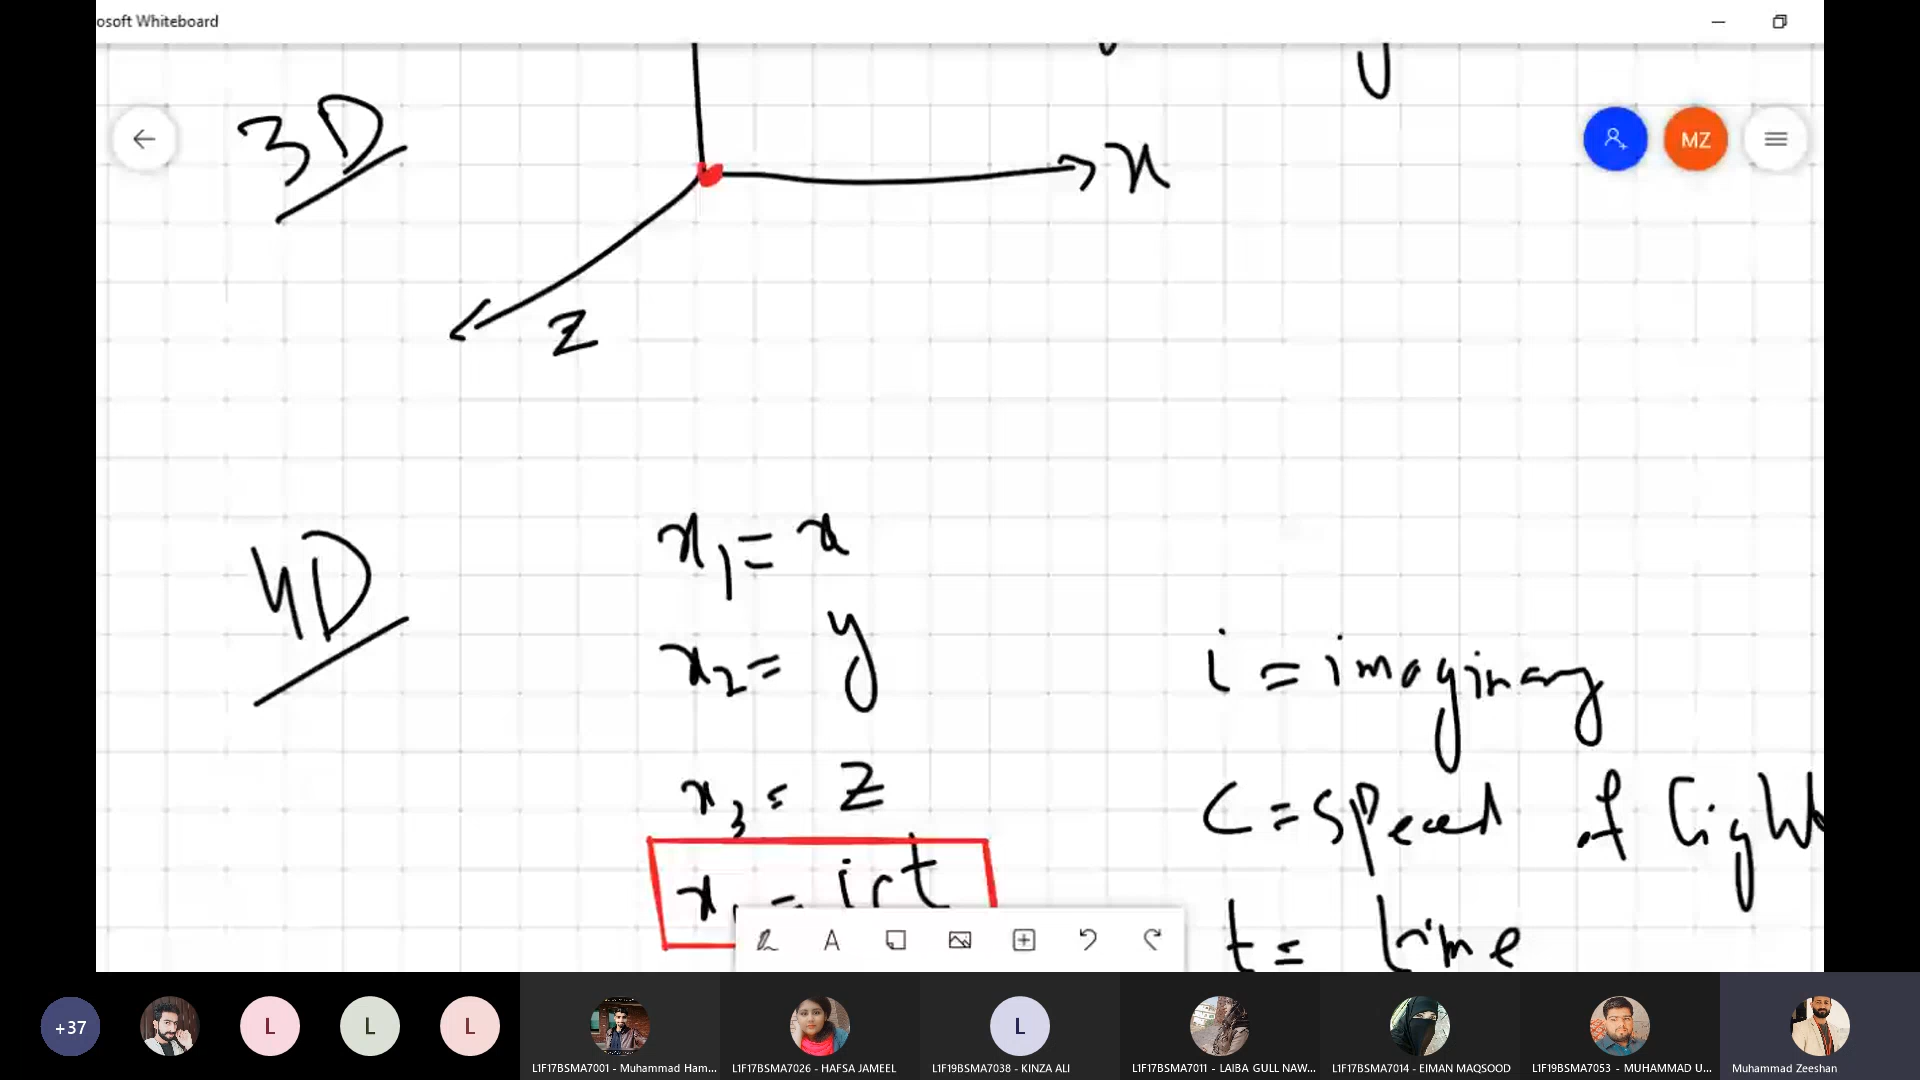 osoft Whiteboard
y
3D
x
MZ
z
4D
x₁ = x
x₂ = y
i = imaginary
x₃ = z
c = speed of light
= ict
t = time
+37
L
L
L
L
L1F17BSMA7001 - Muhammad Ham...
L1F17BSMA7026 - HAFSA JAMEEL
L1F19BSMA7038 - KINZA ALI
L1F17BSMA7011 - LAIBA GULL NAW...
L1F17BSMA7014 - EIMAN MAQSOOD
L1F19BSMA7053 - MUHAMMAD U...
Muhammad Zeeshan